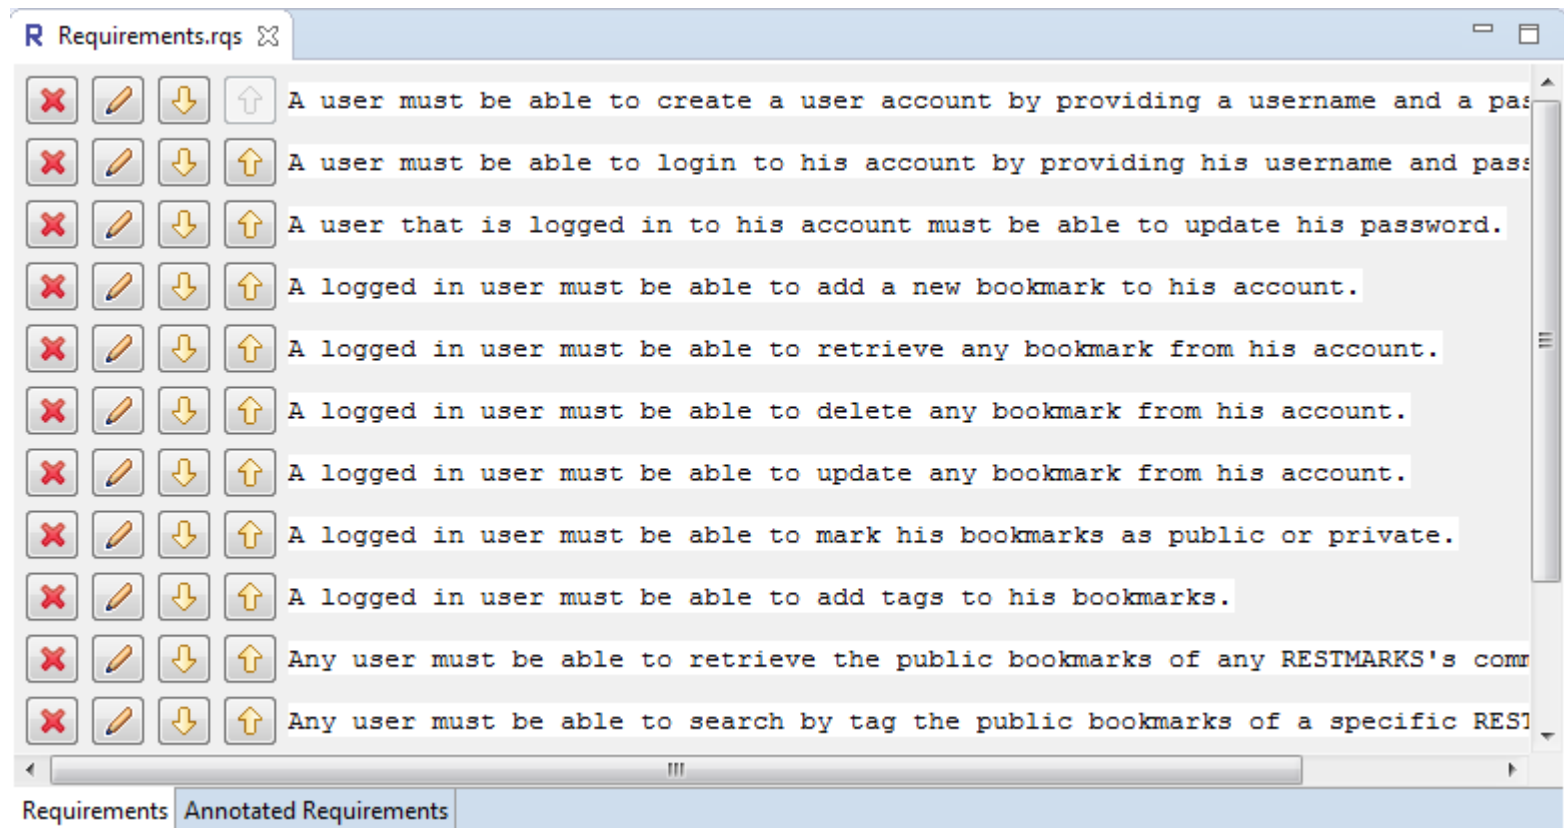 R Requirements.rqs
A user must be able to create a user account by providing a username and a
A user must be able to login to his account by providing his username and
A user that is logged in to his account must be able to update his password.
A logged in user must be able to add a new bookmark to his account.
A logged in user must be able to retrieve any bookmark from his account.
A logged in user must be able to delete any bookmark from his account.
A logged in user must be able to update any bookmark from his account.
A logged in user must be able to mark his bookmarks as public or private.
A logged in user must be able to add tags to his bookmarks.
Any user must be able to retrieve the public bookmarks of any RESTMARKS's
Any user must be able to search by tag the public bookmarks of a specific
Requirements Annotated Requirements